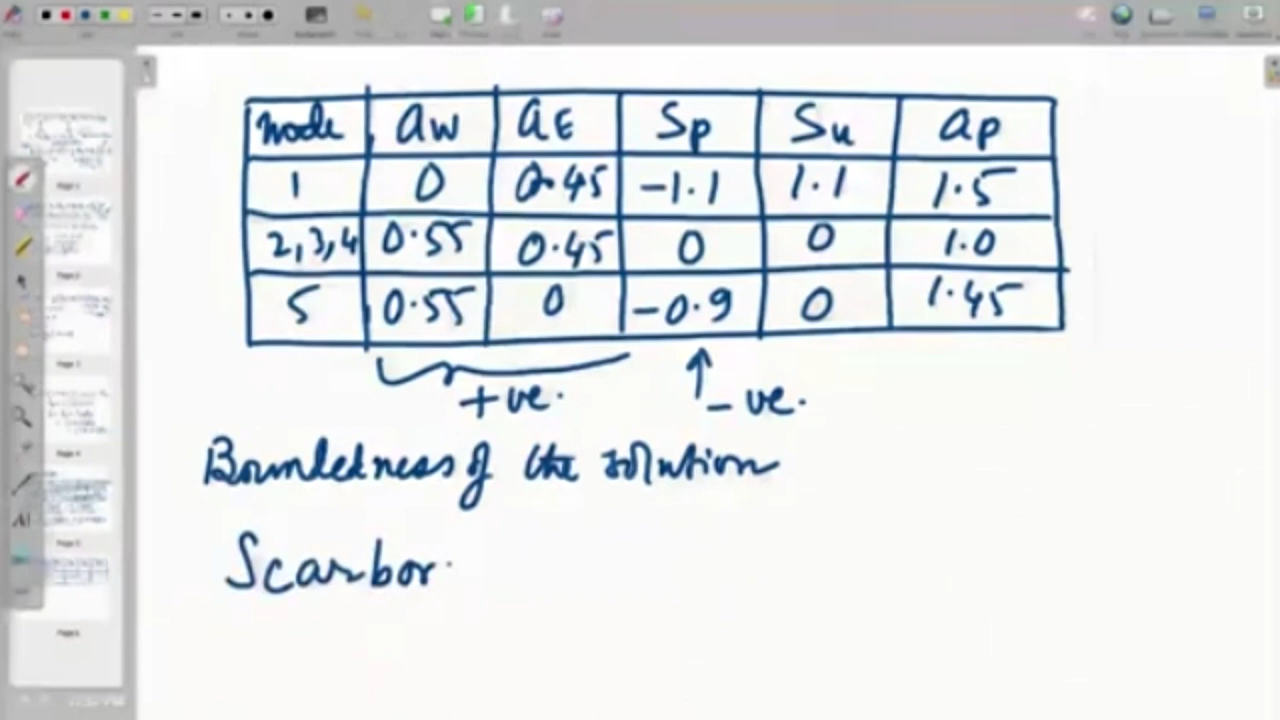 node aW aE Sp Su ap
1 0 0.45 -1.1 1.1 1.5
2,3,4 0.55 0.45 0 0 1.0
5 0.55 0 -0.9 0 1.45
+ve. -ve.
Boundedness of the solution
Scarbor